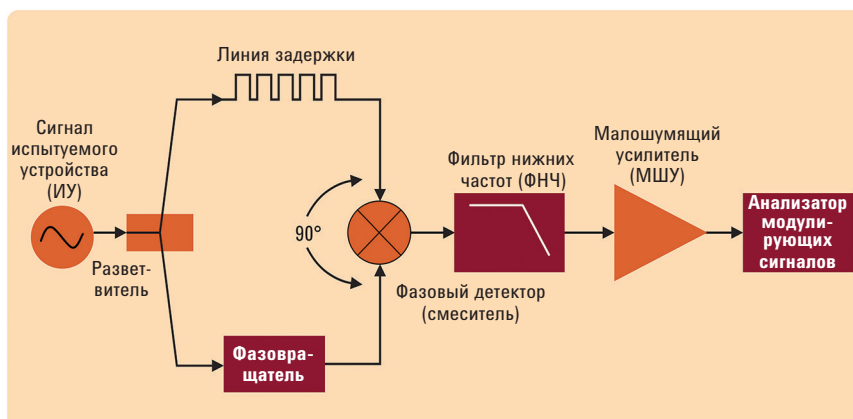 Линия задержки
Сигнал
испытуемого
устройства
(ИУ)
Развет-
витель
90°
Фазовра-
щатель
Фазовый детектор
(смеситель)
Фильтр нижних
частот (ФНЧ)
Малошумящий
усилитель
(МШУ)
Анализатор
модули-
рующих
сигналов